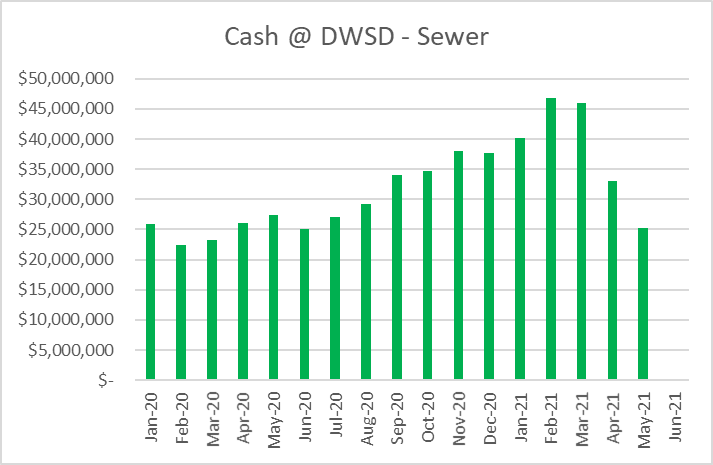 Cash @ DWSD - Sewer
$50,000,000
$45,000,000
$40,000,000
$35,000,000
$30,000,000
$25,000,000
$20,000,000
$15,000,000
$10,000,000
$5,000,000
$-
Jan-20
Feb-20
Mar-20
Apr-20
May-20
Jun-20
Jul-20
Aug-20
Sep-20
Oct-20
Nov-20
Dec-20
Jan-21
Feb-21
Mar-21
Apr-21
May-21
Jun-21